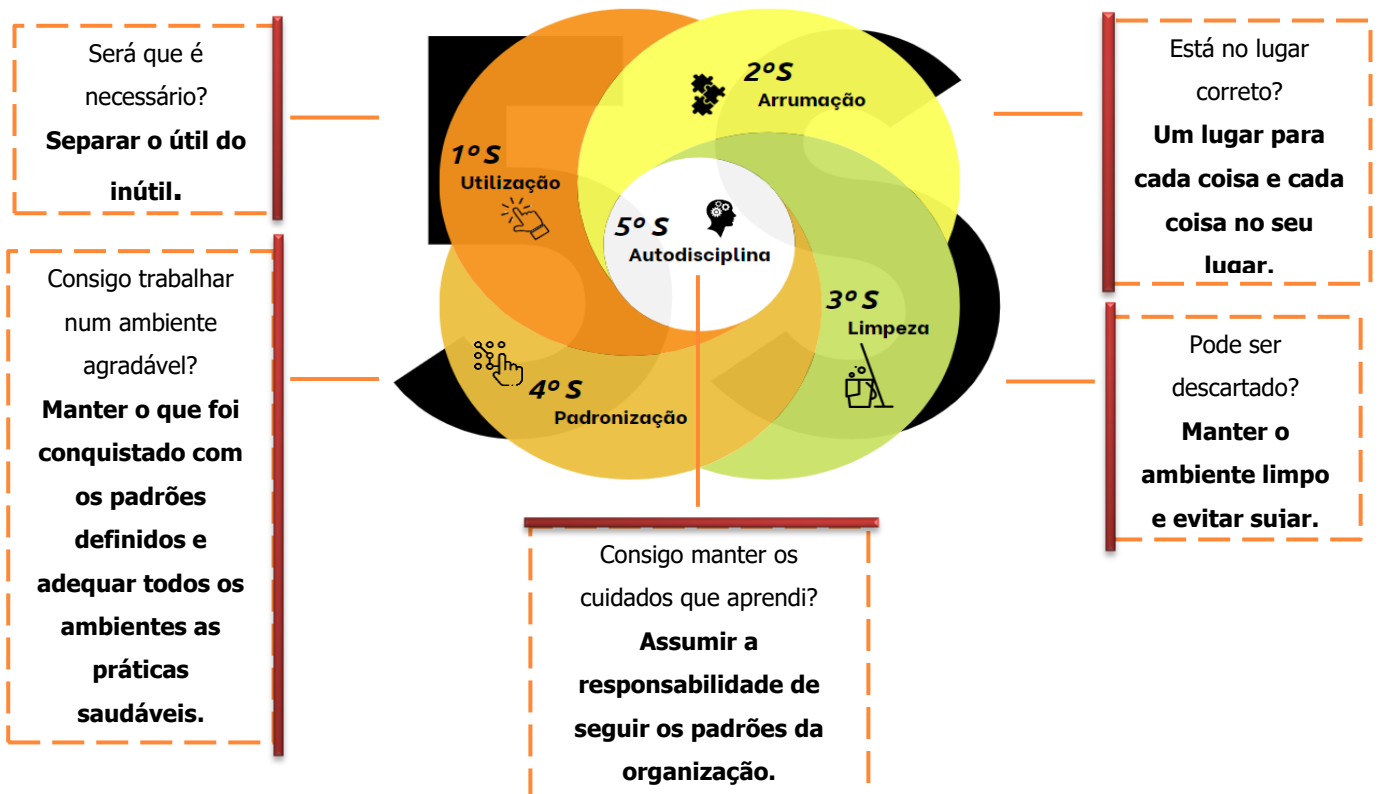 Será que é
necessário?
Separar o útil do
inútil.
Consigo trabalhar
num ambiente
agradável?
Manter o que foi
conquistado com
os padrões
definidos e
adequar todos os
ambientes as
práticas
saudáveis.
5S
1º S
Utilização
2º S
Arrumação
3º S
Limpeza
4º S
Padronização
5º S
Autodisciplina
Está no lugar
correto?
Um lugar para
cada coisa e cada
coisa no seu
lugar.
Pode ser
descartado?
Manter o
ambiente limpo
e evitar sujar.
Consigo manter os
cuidados que aprendi?
Assumir a
responsabilidade de
seguir os padrões da
organização.